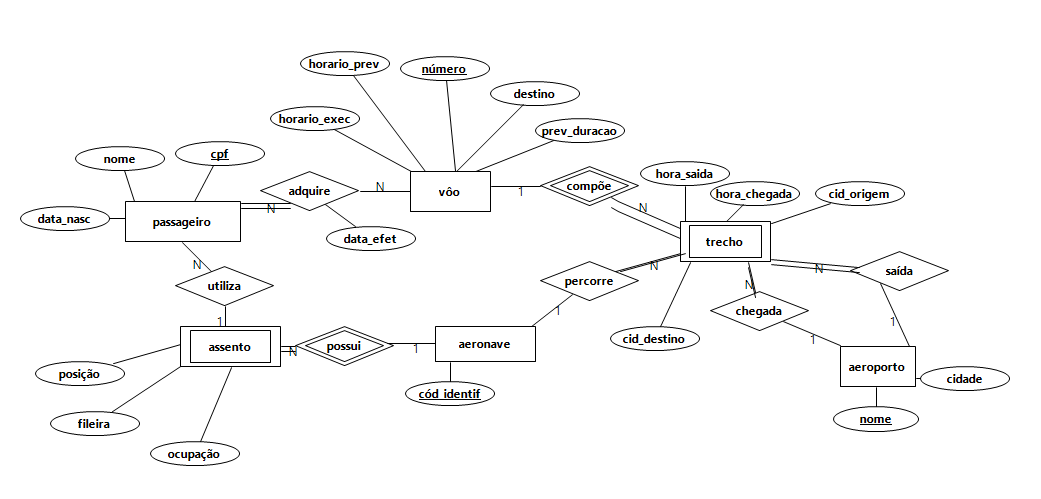 horario_prev
número
destino
horario_exec
prev_duracao
nome
cpf
adquire
N
vôo
1
compõe
hora_saida
hora_chegada
cid_origem
data_nasc
passageiro
N
data_efet
N
trecho
N
utiliza
1
percorre
1
N
cid_destino
N
chegada
1
N
saída
1
assento
N
possui
1
aeronave
posição
fileira
ocupação
cód_identif
aeroporto
cidade
nome